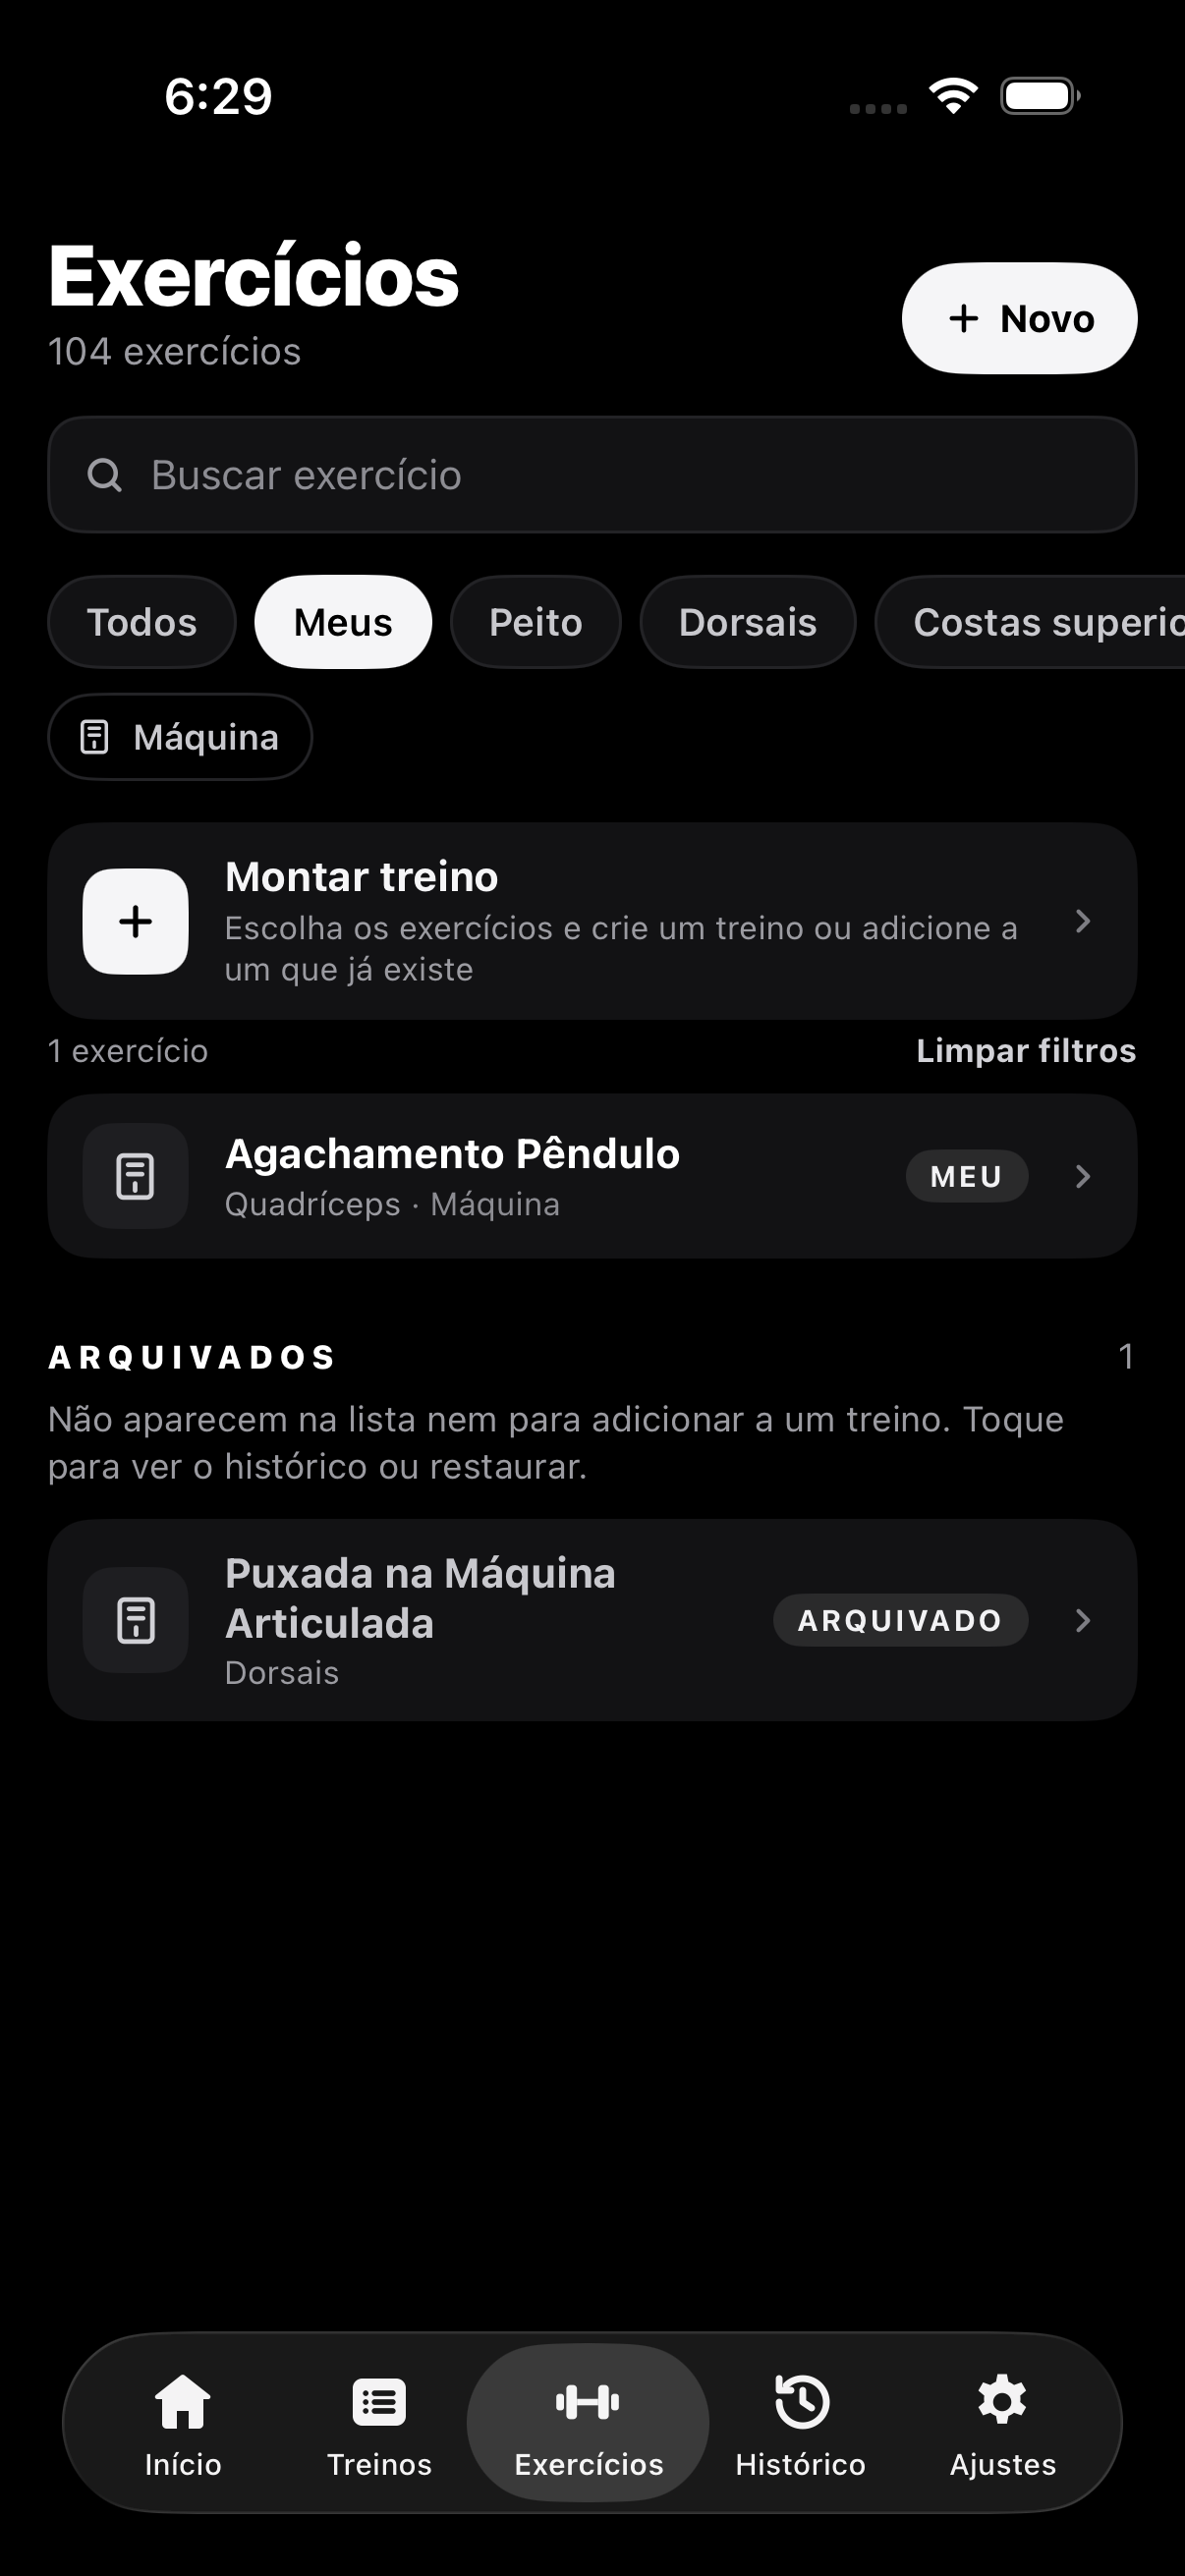 6:29
Exercícios
104 exercícios
+ Novo
Buscar exercício
Todos
Meus
Peito
Dorsais
Costas superio
Máquina
Montar treino
Escolha os exercícios e crie um treino ou adicione a
um que já existe
1 exercício
Limpar filtros
Agachamento Pêndulo
Quadríceps · Máquina
MEU
ARQUIVADOS
1
Não aparecem na lista nem para adicionar a um treino. Toque
para ver o histórico ou restaurar.
Puxada na Máquina
Articulada
Dorsais
ARQUIVADO
Início
Treinos
Exercícios
Histórico
Ajustes